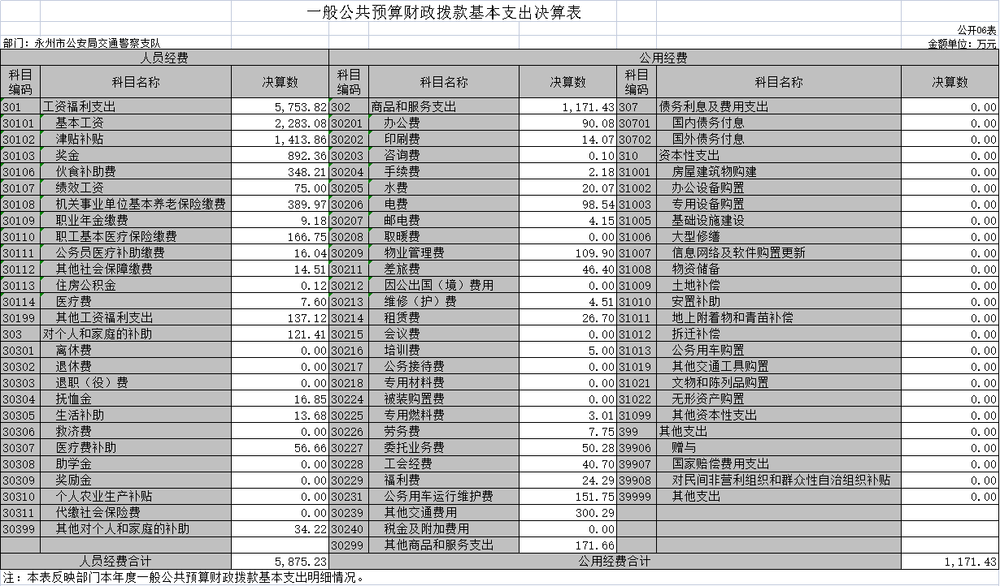 一般公共预算财政拨款基本支出决算表
公开06表
部门：永州市公安局交通警察支队 金额单位：万元
人员经费 公用经费
科目编码 科目名称 决算数 科目编码 科目名称 决算数 科目编码 科目名称 决算数
301 工资福利支出 5,753.82 302 商品和服务支出 1,171.43 307 债务利息及费用支出 0.00
30101 基本工资 2,283.08 30201 办公费 90.08 30701 国内债务付息 0.00
30102 津贴补贴 1,413.86 30202 印刷费 14.07 30702 国外债务付息 0.00
30103 奖金 892.36 30203 咨询费 0.10 310 资本性支出 0.00
30106 伙食补助费 348.21 30204 手续费 2.18 31001 房屋建筑物购建 0.00
30107 绩效工资 75.00 30205 水费 20.07 31002 办公设备购置 0.00
30108 机关事业单位基本养老保险缴费 389.97 30206 电费 98.54 31003 专用设备购置 0.00
30109 职业年金缴费 9.18 30207 邮电费 4.15 31005 基础设施建设 0.00
30110 职工基本医疗保险缴费 166.75 30208 取暖费 0.00 31006 大型修缮 0.00
30111 公务员医疗补助缴费 16.04 30209 物业管理费 109.90 31007 信息网络及软件购置更新 0.00
30112 其他社会保障缴费 14.51 30211 差旅费 46.40 31008 物资储备 0.00
30113 住房公积金 0.12 30212 因公出国（境）费用 0.00 31009 土地补偿 0.00
30114 医疗费 7.60 30213 维修（护）费 4.51 31010 安置补助 0.00
30199 其他工资福利支出 137.12 30214 租赁费 26.70 31011 地上附着物和青苗补偿 0.00
303 对个人和家庭的补助 121.41 30215 会议费 0.00 31012 拆迁补偿 0.00
30301 离休费 0.00 30216 培训费 5.00 31013 公务用车购置 0.00
30302 退休费 0.00 30217 公务接待费 0.00 31019 其他交通工具购置 0.00
30303 退职（役）费 0.00 30218 专用材料费 0.00 31021 文物和陈列品购置 0.00
30304 抚恤金 16.85 30224 被装购置费 0.00 31022 无形资产购置 0.00
30305 生活补助 13.68 30225 专用燃料费 3.01 31099 其他资本性支出 0.00
30306 救济费 0.00 30226 劳务费 7.75 399 其他支出 0.00
30307 医疗费补助 56.66 30227 委托业务费 50.28 39906 赠与 0.00
30308 助学金 0.00 30228 工会经费 40.70 39907 国家赔偿费用支出 0.00
30309 奖励金 0.00 30229 福利费 24.29 39908 对民间非营利组织和群众性自治组织补贴 0.00
30310 个人农业生产补贴 0.00 30231 公务用车运行维护费 151.75 39999 其他支出 0.00
30311 代缴社会保险费 0.00 30239 其他交通费用 300.29
30399 其他对个人和家庭的补助 34.22 30240 税金及附加费用 0.00
30299 其他商品和服务支出 171.66
人员经费合计 5,875.23 公用经费合计 1,171.43
注：本表反映部门本年度一般公共预算财政拨款基本支出明细情况。